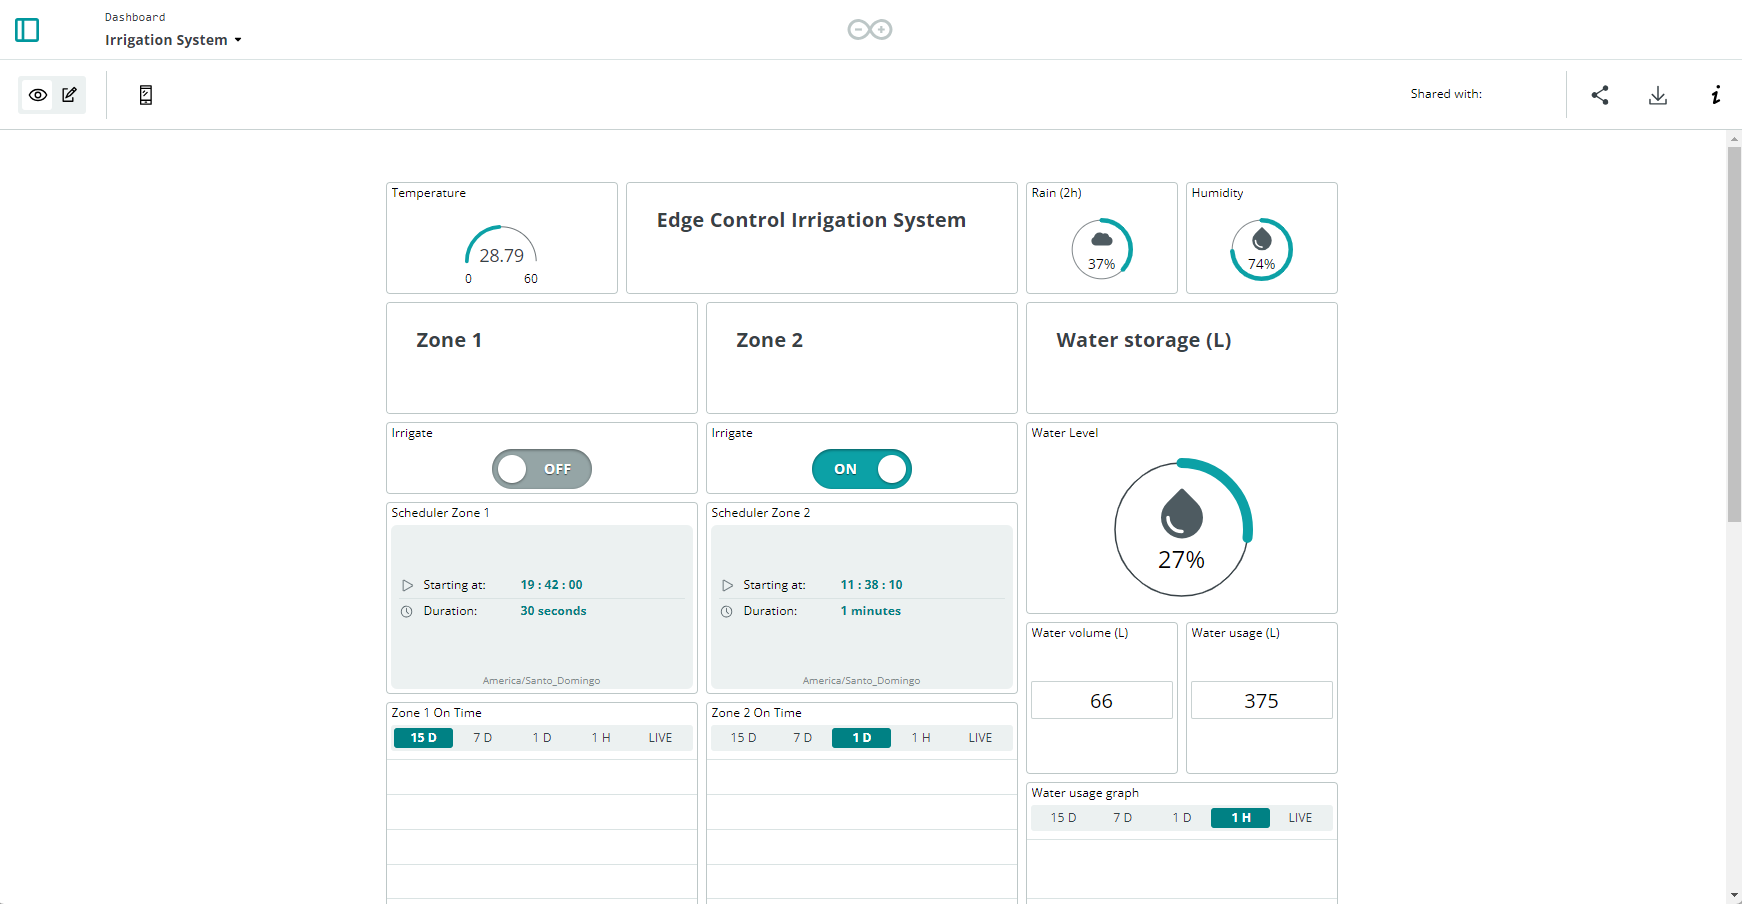 Dashboard
Irrigation System
Shared with:
Temperature
28.79
0 60
Edge Control Irrigation System
Rain (2h)
37%
Humidity
74%
Zone 1
Zone 2
Water storage (L)
Irrigate
OFF
Irrigate
ON
Water Level
27%
Scheduler Zone 1
Starting at: 19 : 42 : 00
Duration: 30 seconds
America/Santo_Domingo
Scheduler Zone 2
Starting at: 11 : 38 : 10
Duration: 1 minutes
America/Santo_Domingo
Water volume (L)
66
Water usage (L)
375
Zone 1 On Time
15 D 7 D 1 D 1 H LIVE
Zone 2 On Time
15 D 7 D 1 D 1 H LIVE
Water usage graph
15 D 7 D 1 D 1 H LIVE